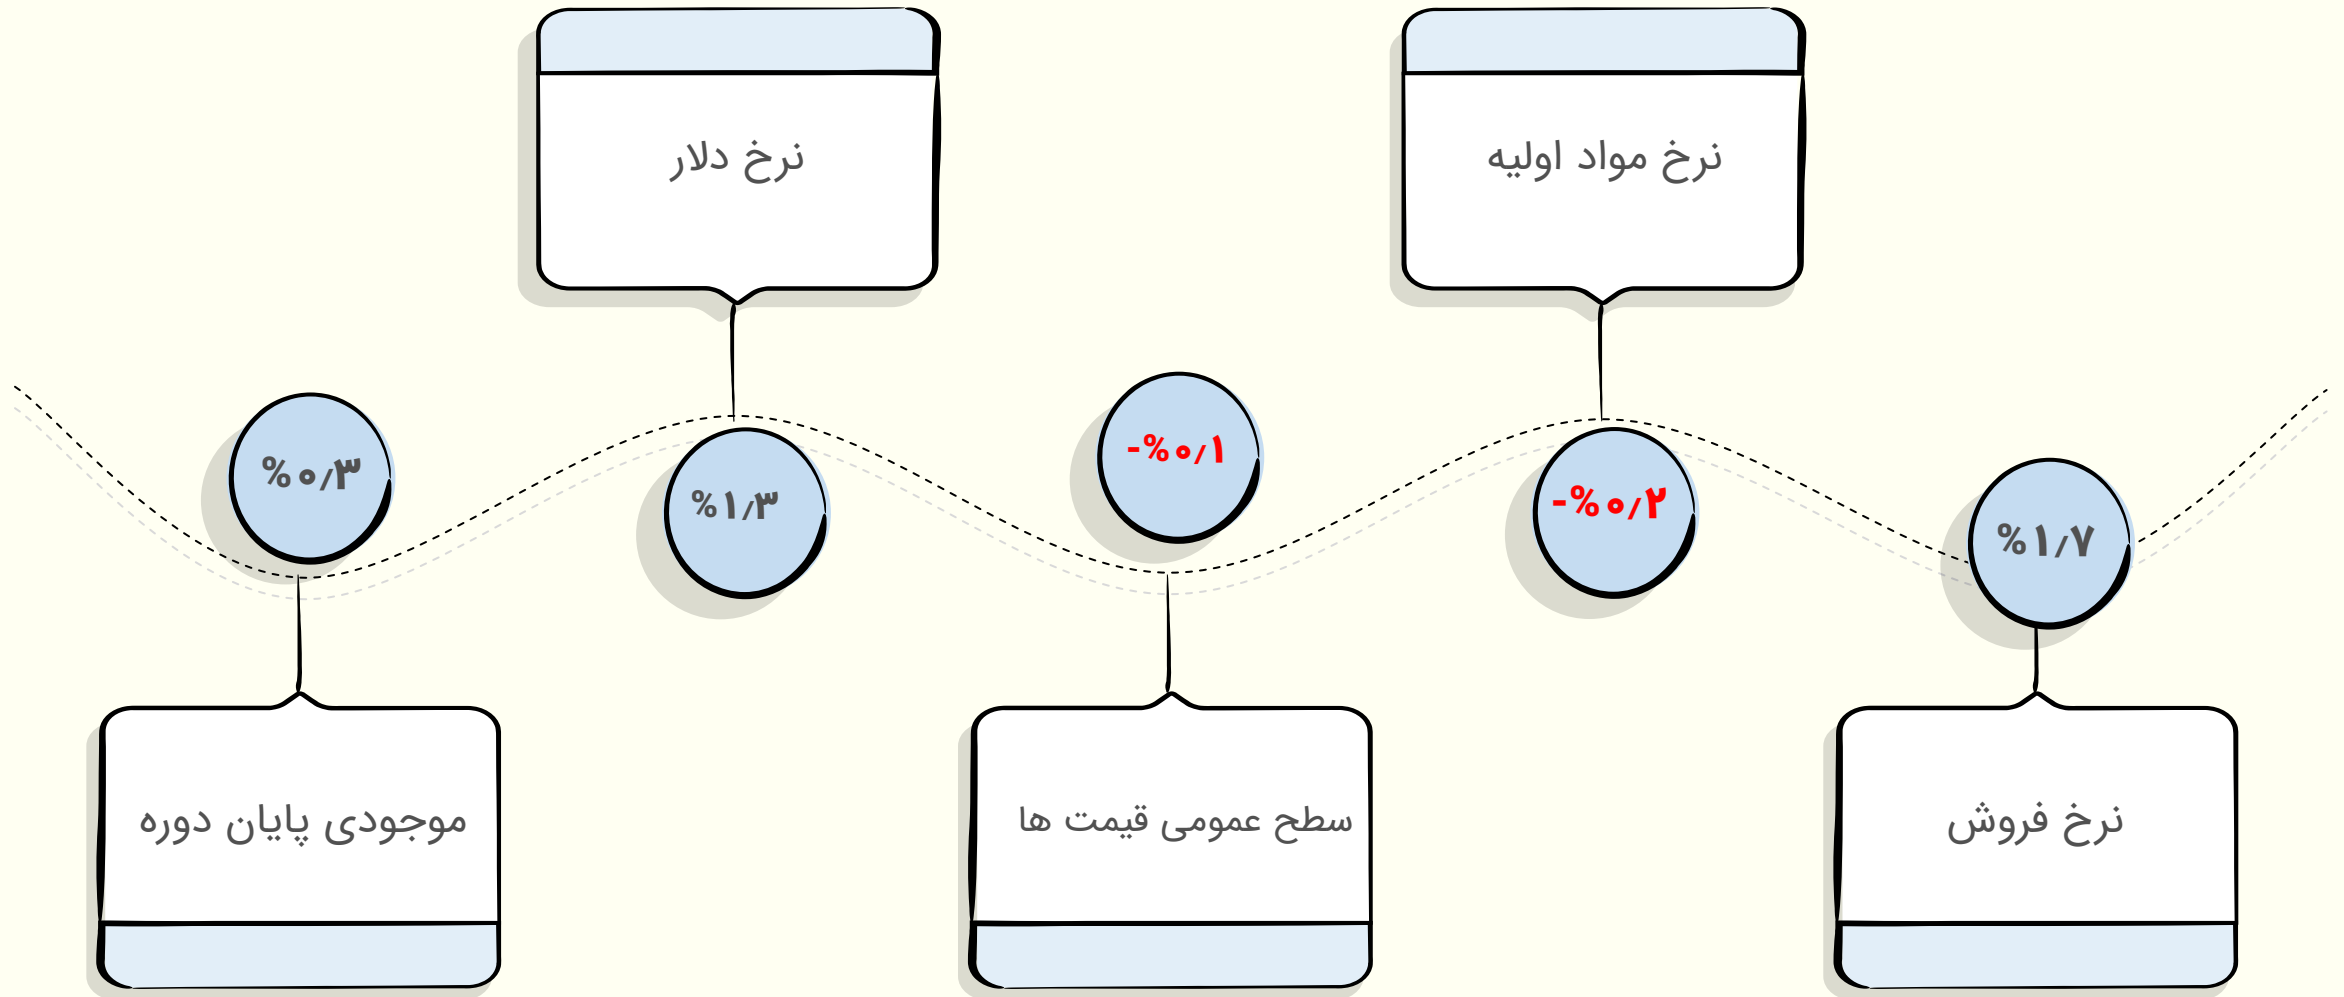 نرخ مواد اولیه
نرخ دلار
%۱/۷
-%۰/۲
-%۰/۱
%۱/۳
%۰/۳
نرخ فروش
سطح عمومی قیمت ها
موجودی پایان دوره